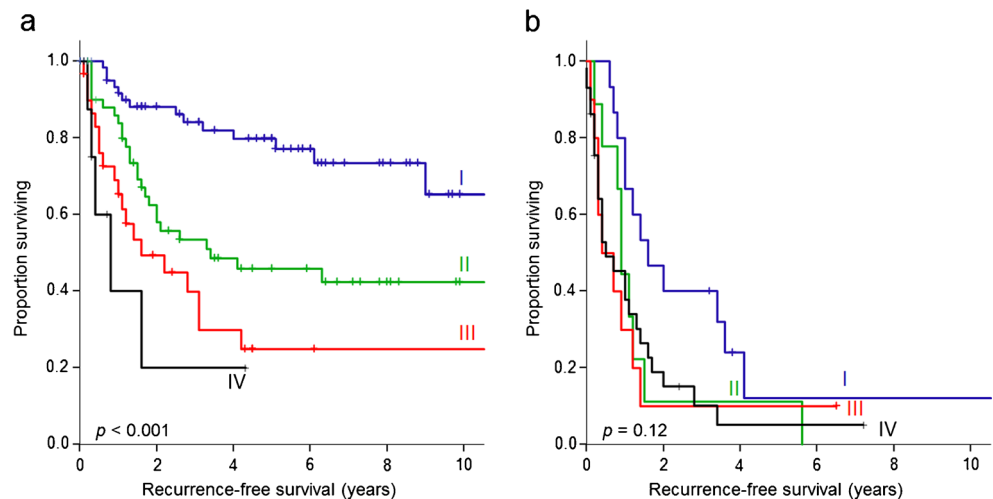 a
Proportion surviving
1.0
0.8
0.6
0.4
0.2
0.0
I
II
III
IV
p < 0.001
0 2 4 6 8 10
Recurrence-free survival (years)
b
Proportion surviving
1.0
0.8
0.6
0.4
0.2
0.0
I
II
III
IV
p = 0.12
0 2 4 6 8 10
Recurrence-free survival (years)